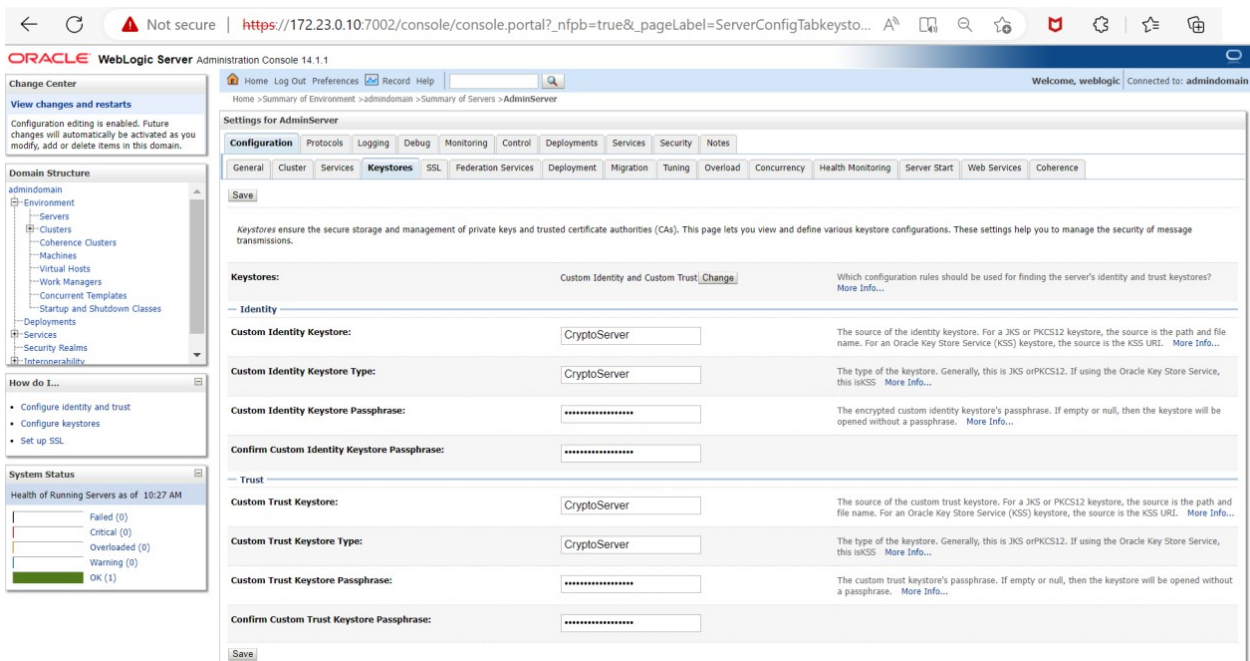 Not secure | https://172.23.0.10:7002/console/console.portal?_nfpb=true&_pageLabel=ServerConfigTabkeysto...
ORACLE WebLogic Server Administration Console 14.1.1
Change Center
View changes and restarts
Configuration editing is enabled. Future
changes will automatically be activated as you
modify, add or delete items in this domain.
Domain Structure
admindomain
Environment
Servers
Clusters
Coherence Clusters
Machines
Virtual Hosts
Work Managers
Concurrent Templates
Startup and Shutdown Classes
Deployments
Services
Security Realms
Interoperability
How do I...
Configure identity and trust
Configure keystores
Set up SSL
System Status
Health of Running Servers as of 10:27 AM
Failed (0)
Critical (0)
Overloaded (0)
Warning (0)
OK (1)
Home Log Out Preferences Record Help
Welcome, weblogic Connected to: admindomain
Home >Summary of Environment >admindomain >Summary of Servers >AdminServer
Settings for AdminServer
Configuration Protocols Logging Debug Monitoring Control Deployments Services Security Notes
General Cluster Services Keystores SSL Federation Services Deployment Migration Tuning Overload Concurrency Health Monitoring Server Start Web Services Coherence
Save
Keystores ensure the secure storage and management of private keys and trusted certificate authorities (CAs). This page lets you view and define various keystore configurations. These settings help you to manage the security of message
transmissions.
Keystores: Custom Identity and Custom Trust Change Which configuration rules should be used for finding the server's identity and trust keystores?
More Info...
Identity
Custom Identity Keystore: CryptoServer The source of the identity keystore. For a JKS or PKCS12 keystore, the source is the path and file
name. For an Oracle Key Store Service (KSS) keystore, the source is the KSS URI. More Info...
Custom Identity Keystore Type: CryptoServer The type of the keystore. Generally, this is JKS orPKCS12. If using the Oracle Key Store Service,
this isKSS More Info...
Custom Identity Keystore Passphrase: •••••••••••••••••• The encrypted custom identity keystore's passphrase. If empty or null, then the keystore will be
opened without a passphrase. More Info...
Confirm Custom Identity Keystore Passphrase: ••••••••••••••••••
Trust
Custom Trust Keystore: CryptoServer The source of the custom trust keystore. For a JKS or PKCS12 keystore, the source is the path and
file name. For an Oracle Key Store Service (KSS) keystore, the source is the KSS URI. More Info...
Custom Trust Keystore Type: CryptoServer The type of the keystore. Generally, this is JKS orPKCS12. If using the Oracle Key Store Service,
this isKSS More Info...
Custom Trust Keystore Passphrase: •••••••••••••••••• The custom trust keystore's passphrase. If empty or null, then the keystore will be opened without
a passphrase. More Info...
Confirm Custom Trust Keystore Passphrase: ••••••••••••••••••
Save